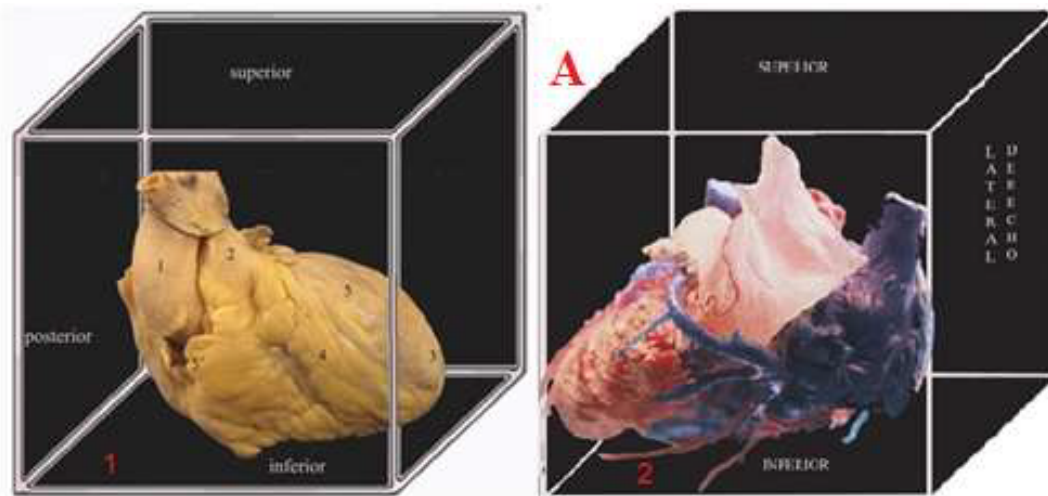 superior
1
2
5
posterior
4
3
1
inferior
A
SUPERIOR
LATERAL
DERECHO
2
INFERIOR